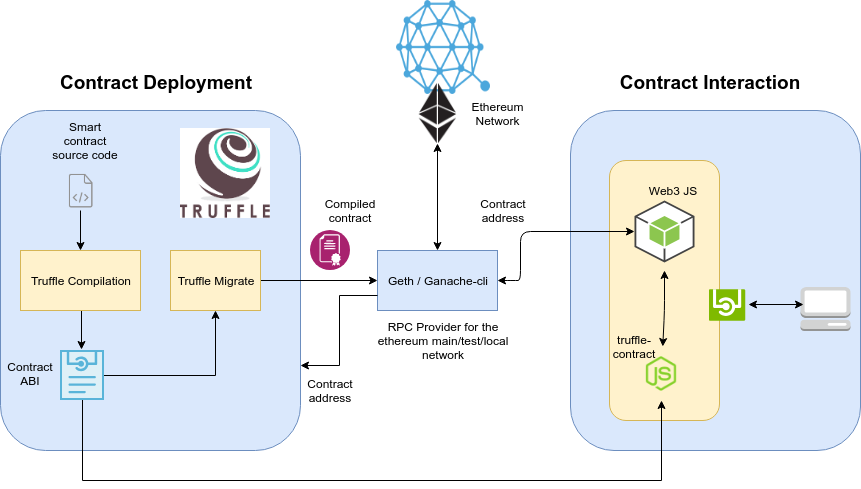 Contract Deployment
Contract Interaction
Ethereum
Network
Smart
contract
source code
TRUFFLE
Compiled
contract
Contract
address
Web3 JS
Truffle Compilation
Truffle Migrate
Geth / Ganache-cli
RPC Provider for the
ethereum main/test/local
network
truffle-
contract
JS
Contract
ABI
Contract
address